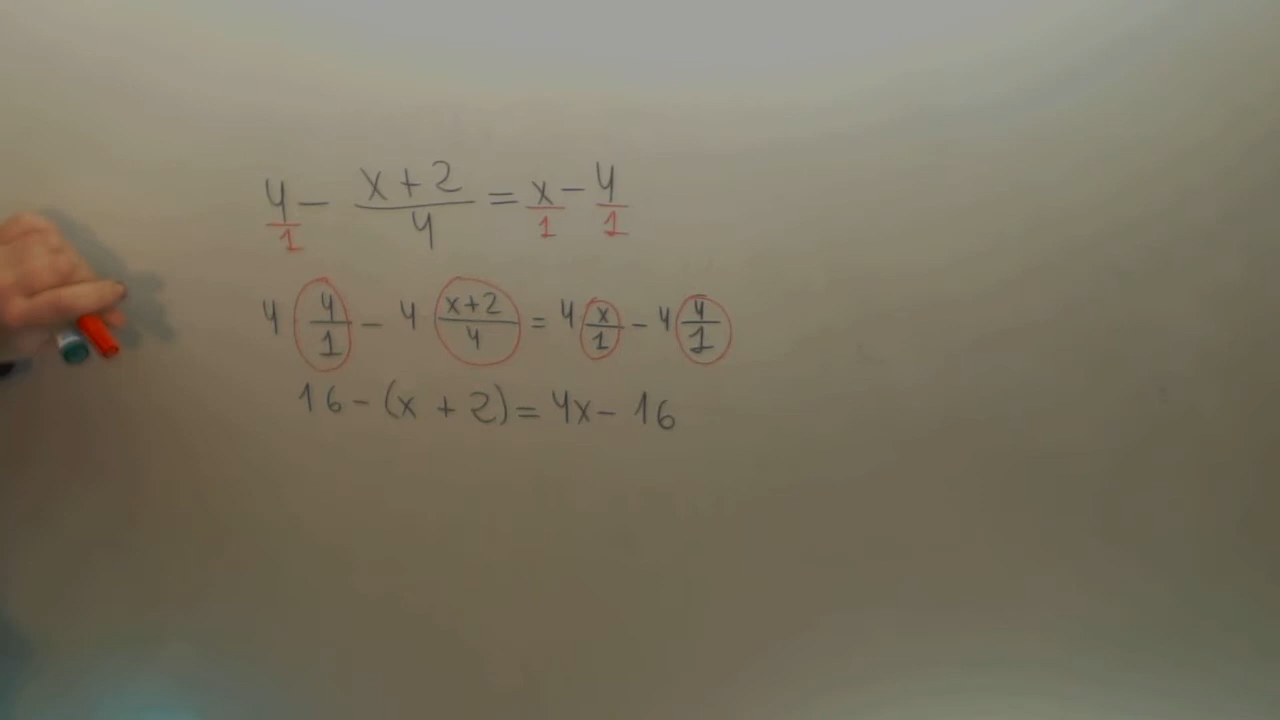 4/1 - (x+2)/4 = x/1 - 4/1
4 (4/1) - 4 (x+2)/4 = 4 (x/1) - 4 (4/1)
16 - (x + 2) = 4x - 16